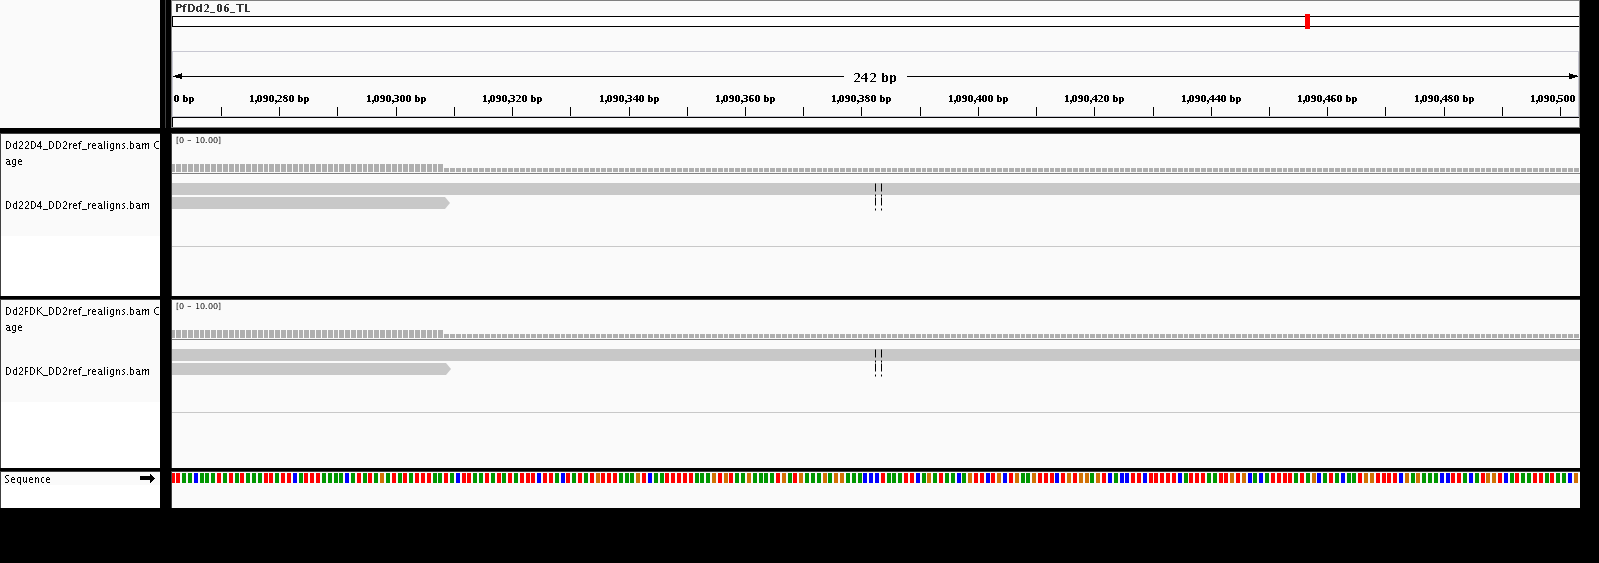 PfDd2_06_TL
242 bp
0 bp 1,090,280 bp 1,090,300 bp 1,090,320 bp 1,090,340 bp 1,090,360 bp 1,090,380 bp 1,090,400 bp 1,090,420 bp 1,090,440 bp 1,090,460 bp 1,090,480 bp 1,090,500
Dd22D4_DD2ref_realigns.bam C
age
[0 - 10.00]
Dd22D4_DD2ref_realigns.bam
Dd2FDK_DD2ref_realigns.bam C
age
[0 - 10.00]
Dd2FDK_DD2ref_realigns.bam
Sequence